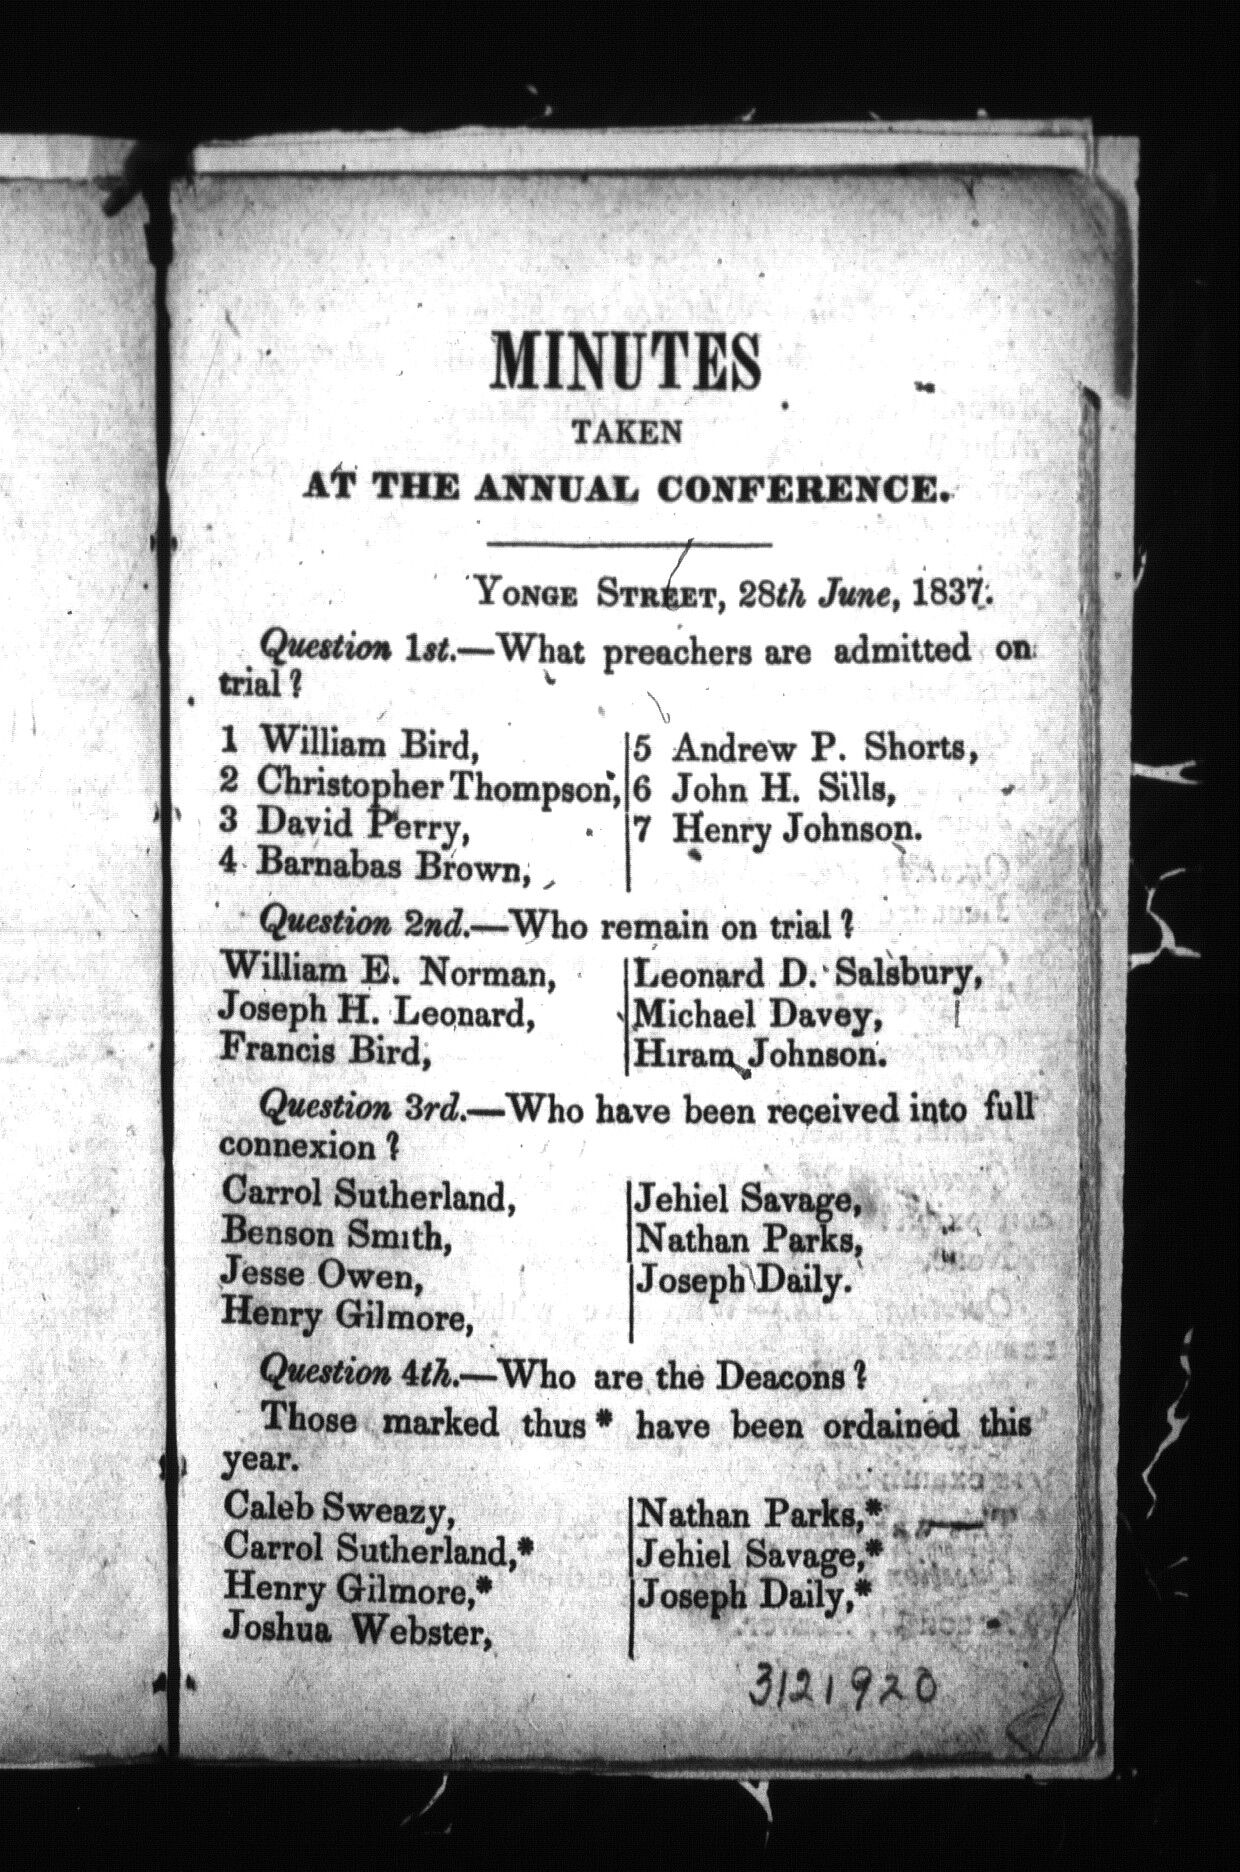 MINUTES
TAKEN
AT THE ANNUAL CONFERENCE.
YONGE STREET, 28th June, 1837.
Question 1st.—What preachers are admitted on
trial?
1 William Bird,
2 Christopher Thompson,
3 David Perry,
4 Barnabas Brown,
5 Andrew P. Shorts,
6 John H. Sills,
7 Henry Johnson.
Question 2nd.—Who remain on trial?
William E. Norman,
Joseph H. Leonard,
Francis Bird,
Leonard D. Salsbury,
Michael Davey,
Hiram Johnson.
Question 3rd.—Who have been received into full
connexion?
Carrol Sutherland,
Benson Smith,
Jesse Owen,
Henry Gilmore,
Jehiel Savage,
Nathan Parks,
Joseph Daily.
Question 4th.—Who are the Deacons?
Those marked thus * have been ordained this
year.
Caleb Sweazy,
Carrol Sutherland,*
Henry Gilmore,*
Joshua Webster,
Nathan Parks,*
Jehiel Savage,*
Joseph Daily,*
3121920